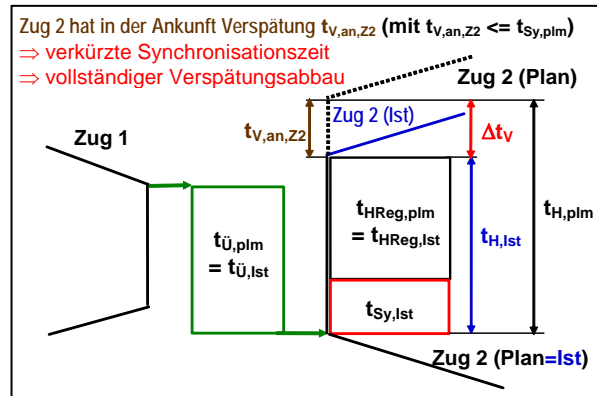 Zug 2 hat in der Ankunft Verspätung tV,an,Z2 (mit tV,an,Z2 <= tSy,plm)
⇒ verkürzte Synchronisationszeit
⇒ vollständiger Verspätungsabbau
Zug 2 (Plan)
Zug 2 (Ist)
Zug 1
tV,an,Z2
ΔtV
tÜ,plm
= tÜ,Ist
tHReg,plm
= tHReg,Ist
tH,Ist
tH,plm
tSy,Ist
Zug 2 (Plan=Ist)